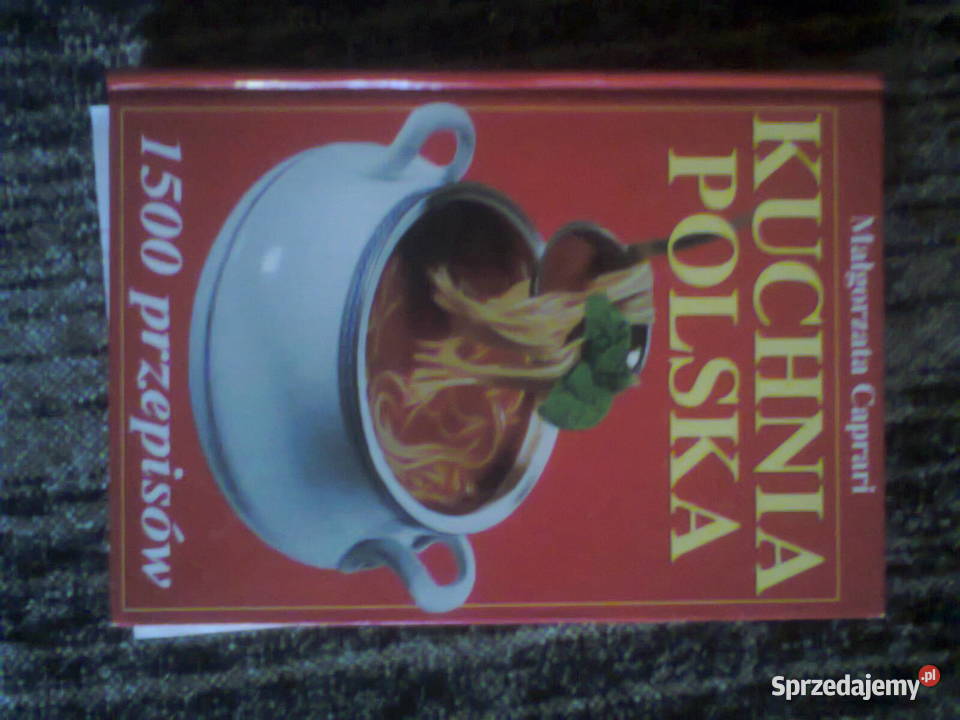 Małgorzata Caprari
KUCHNIA
POLSKA
1500 przepisów
Sprzedajemy.pl